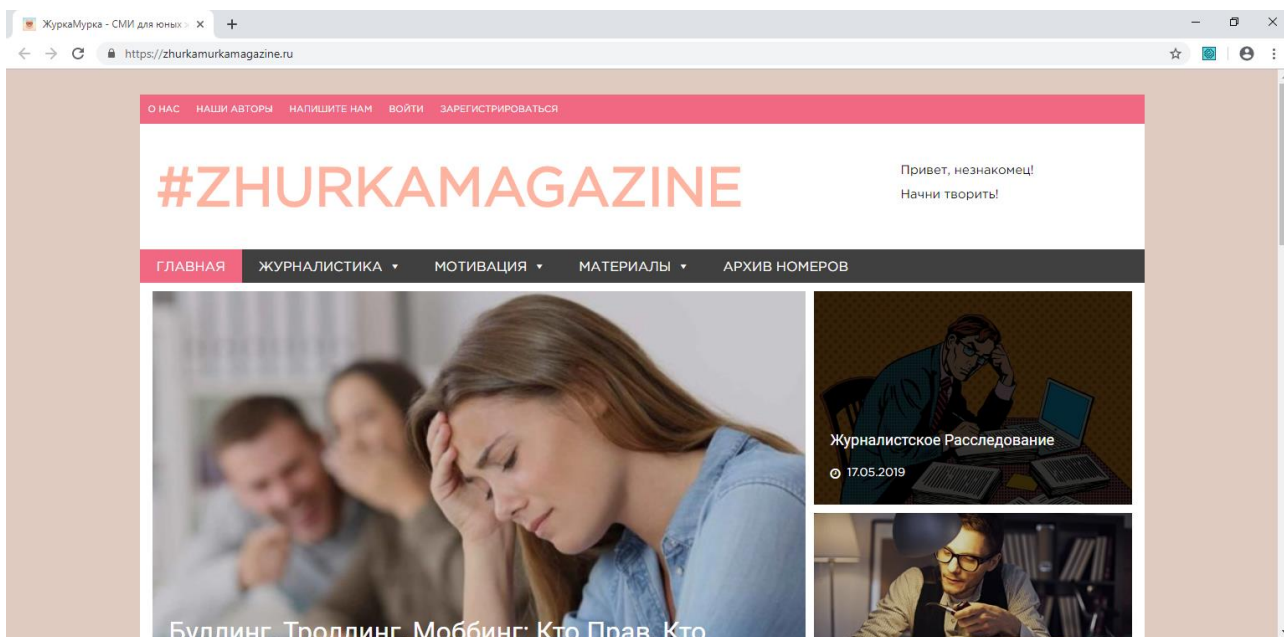 ЖуркаМурка - СМИ для юных
https://zhurkamurkamagazine.ru
О НАС НАШИ АВТОРЫ НАПИШИТЕ НАМ ВОЙТИ ЗАРЕГИСТРИРОВАТЬСЯ
#ZHURKAMAGAZINE
Привет, незнакомец!
Начни творить!
ГЛАВНАЯ ЖУРНАЛИСТИКА МОТИВАЦИЯ МАТЕРИАЛЫ АРХИВ НОМЕРОВ
Журналистское Расследование
17.05.2019
Буллинг, Троллинг, Моббинг: Кто Прав, Кто